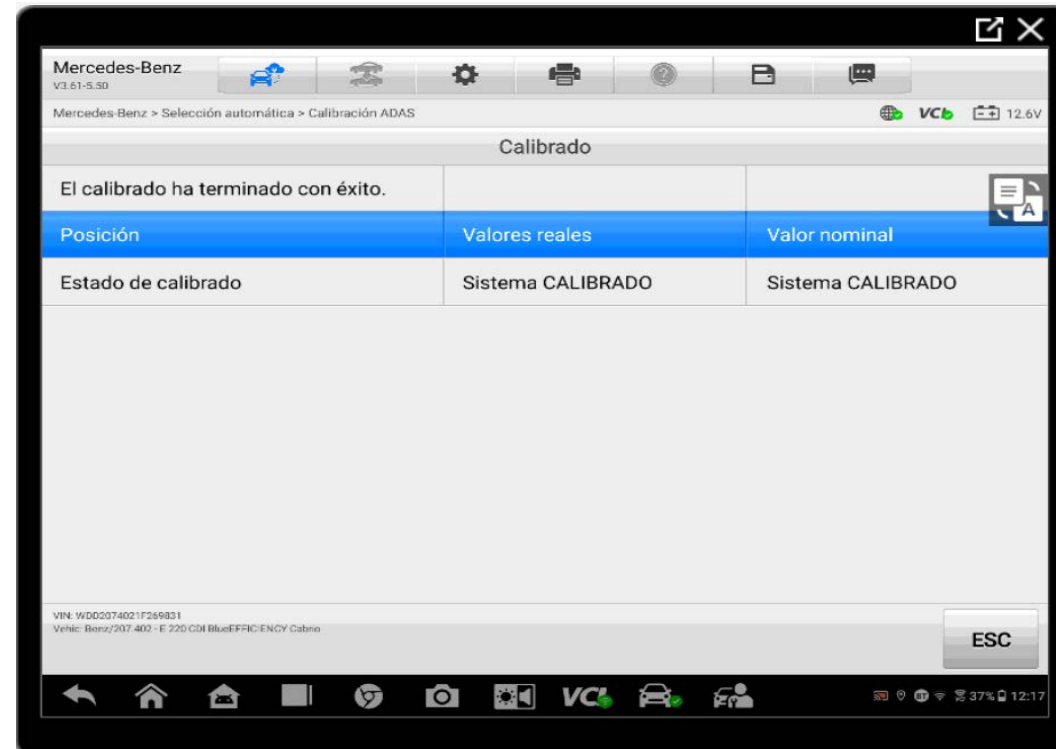 Mercedes-Benz
V3.61-5.50
Mercedes-Benz > Selección automática > Calibración ADAS
VCI 12.6V
Calibrado
El calibrado ha terminado con éxito.
Posición Valores reales Valor nominal
Estado de calibrado Sistema CALIBRADO Sistema CALIBRADO
VIN: WDD2074021F269831
Vehic: Benz/207.402 - E 220 CDI BlueEFFICIENCY Cabrio
ESC
VCI BT 37% 12:17